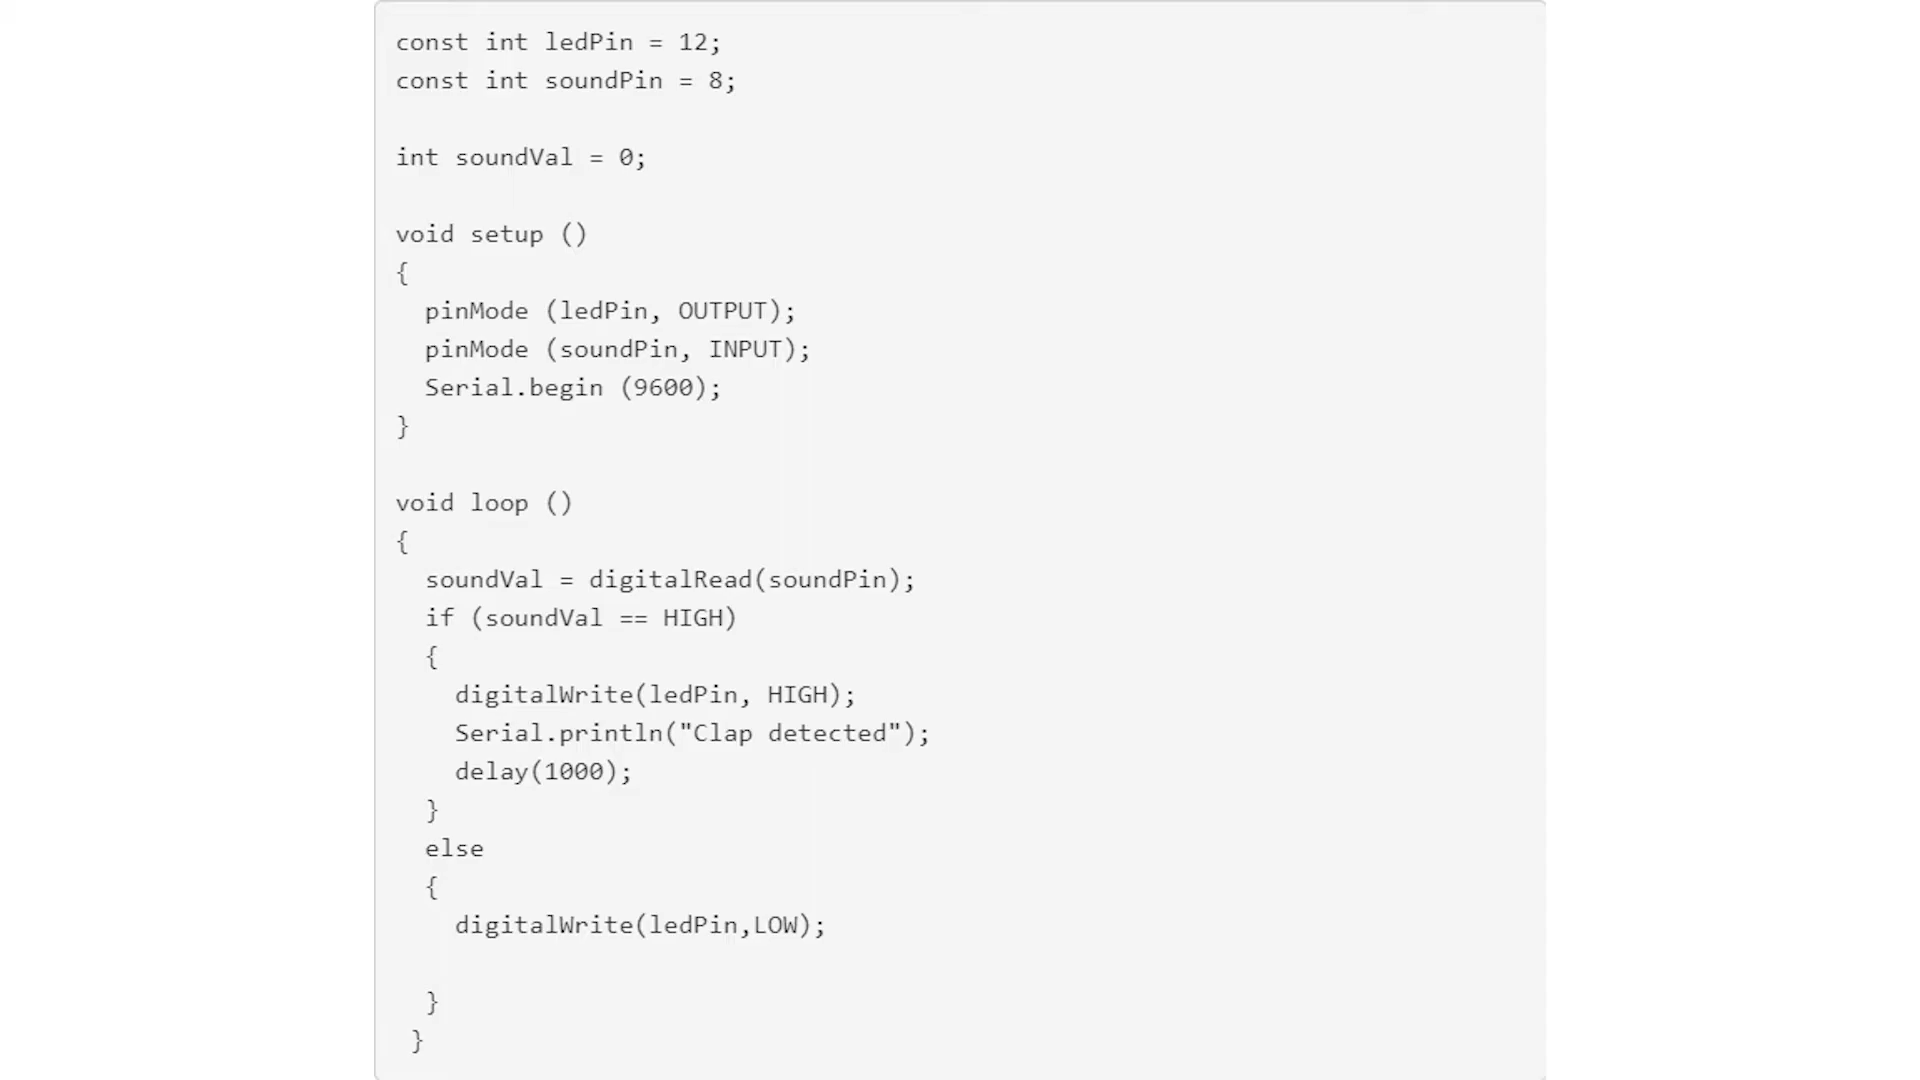 const int ledPin = 12;
const int soundPin = 8;

int soundVal = 0;

void setup ()
{
  pinMode (ledPin, OUTPUT);
  pinMode (soundPin, INPUT);
  Serial.begin (9600);
}

void loop ()
{
  soundVal = digitalRead(soundPin);
  if (soundVal == HIGH)
  {
    digitalWrite(ledPin, HIGH);
    Serial.println("Clap detected");
    delay(1000);
  }
  else
  {
    digitalWrite(ledPin,LOW);

  }
 }